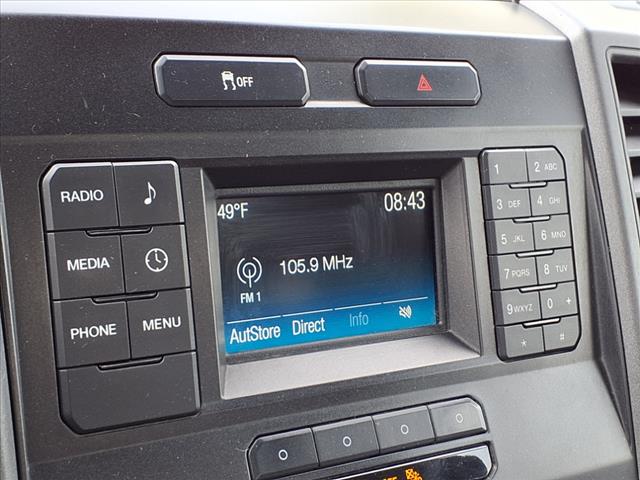 OFF
RADIO
MEDIA
PHONE MENU
49°F 08:43
105.9 MHz
FM 1
AutStore Direct Info
1 2 ABC
3 DEF 4 GHI
5 JKL 6 MNO
7 PQRS 8 TUV
9 WXYZ 0 +
* #